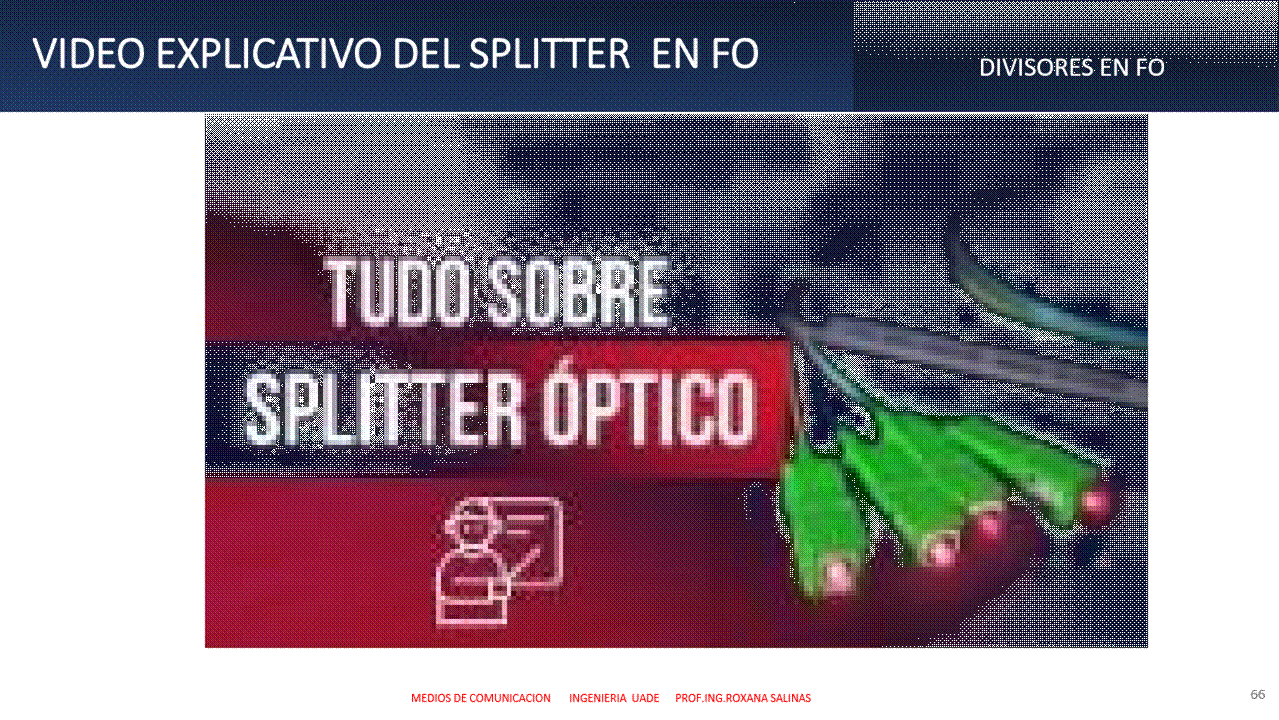 VIDEO EXPLICATIVO DEL SPLITTER EN FO
DIVISORES EN FO
TUDO SOBRE
SPLITTER ÓPTICO
MEDIOS DE COMUNICACION INGENIERIA UADE PROF.ING.ROXANA SALINAS
66